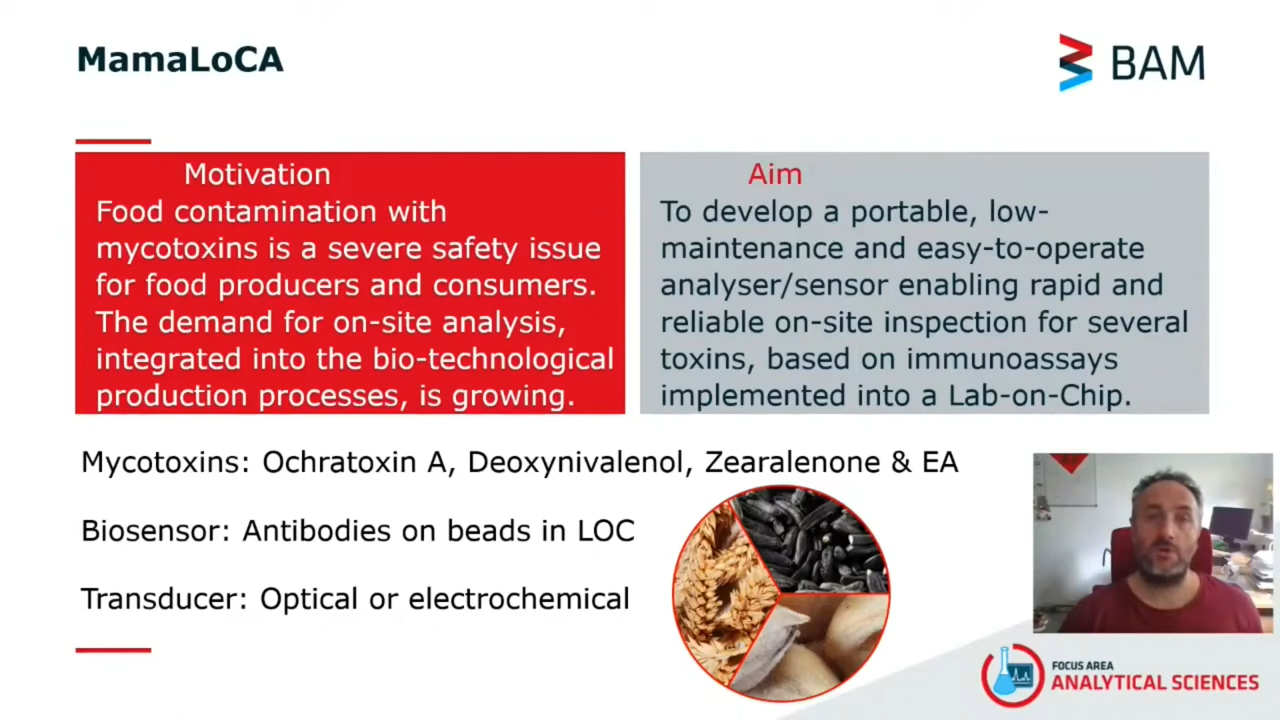 MamaLoCA
BAM
Motivation
Food contamination with
mycotoxins is a severe safety issue
for food producers and consumers.
The demand for on-site analysis,
integrated into the bio-technological
production processes, is growing.
Aim
To develop a portable, low-
maintenance and easy-to-operate
analyser/sensor enabling rapid and
reliable on-site inspection for several
toxins, based on immunoassays
implemented into a Lab-on-Chip.
Mycotoxins: Ochratoxin A, Deoxynivalenol, Zearalenone & EA
Biosensor: Antibodies on beads in LOC
Transducer: Optical or electrochemical
FOCUS AREA
ANALYTICAL SCIENCES